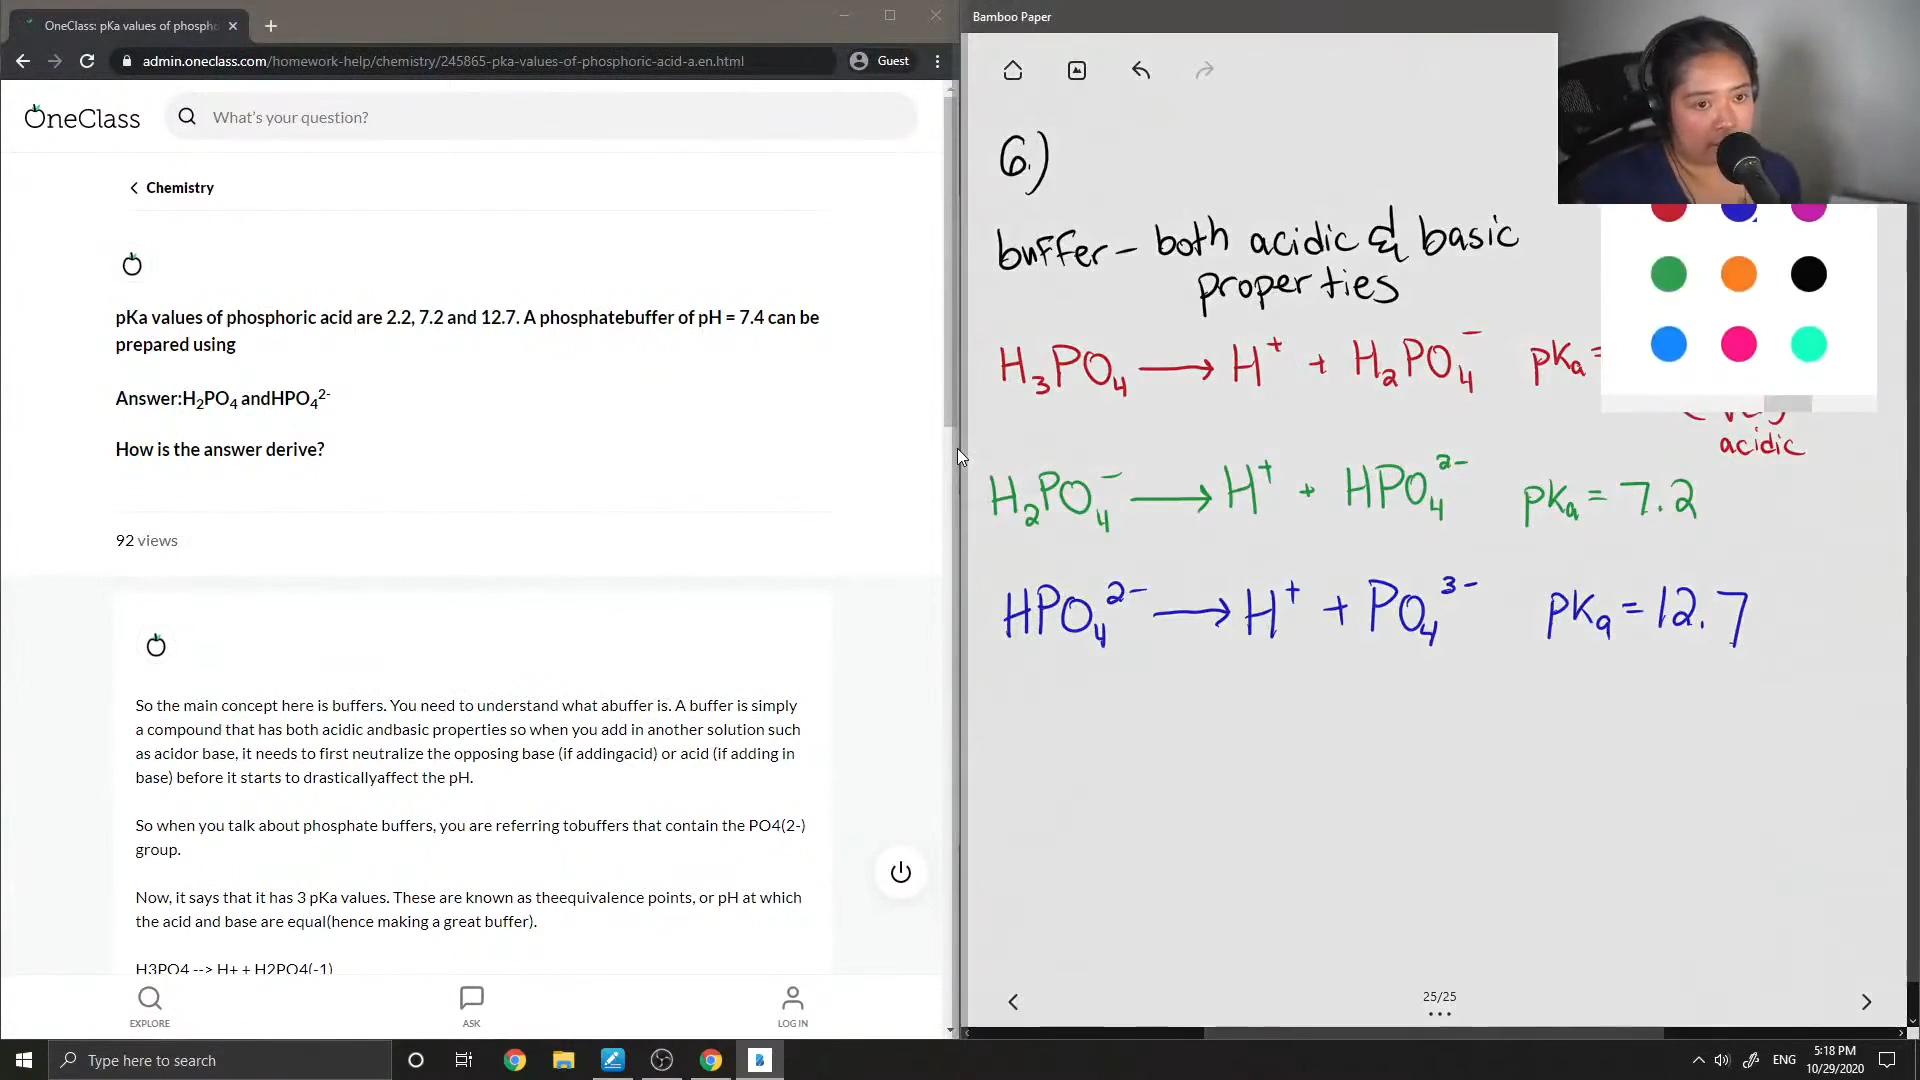 OneClass: pKa values of phosph
admin.oneclass.com/homework-help/chemistry/245865-pka-values-of-phosphoric-acid-a.en.html
Guest
OneClass
What's your question?
Chemistry
pKa values of phosphoric acid are 2.2, 7.2 and 12.7. A phosphatebuffer of pH = 7.4 can be
prepared using
Answer:H₂PO₄ andHPO₄²⁻
How is the answer derive?
92 views
So the main concept here is buffers. You need to understand what abuffer is. A buffer is simply
a compound that has both acidic andbasic properties so when you add in another solution such
as acidor base, it needs to first neutralize the opposing base (if addingacid) or acid (if adding in
base) before it starts to drasticallyaffect the pH.
So when you talk about phosphate buffers, you are referring tobuffers that contain the PO4(2-)
group.
Now, it says that it has 3 pKa values. These are known as theequivalence points, or pH at which
the acid and base are equal(hence making a great buffer).
H3PO4 --> H+ + H2PO4(-1)
EXPLORE
ASK
LOG IN
Bamboo Paper
6.)
buffer - both acidic & basic
properties
H₃PO₄ ⟶ H⁺ + H₂PO₄⁻ pKₐ =
acidic
H₂PO₄⁻ ⟶ H⁺ + HPO₄²⁻ pKₐ = 7.2
HPO₄²⁻ ⟶ H⁺ + PO₄³⁻ pKₐ = 12.7
25/25
Type here to search
ENG
5:18 PM
10/29/2020